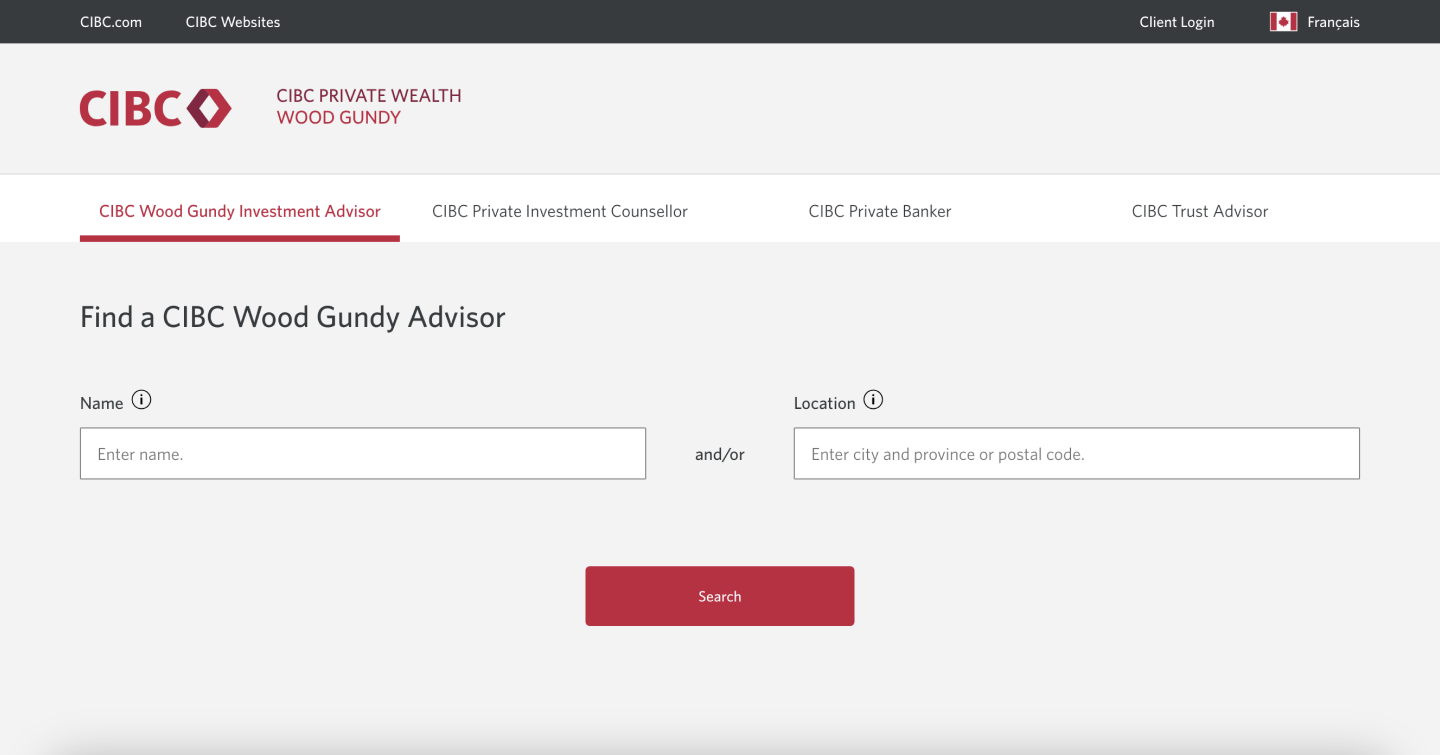 CIBC.com
CIBC Websites
Client Login
Français
CIBC
CIBC PRIVATE WEALTH
WOOD GUNDY
CIBC Wood Gundy Investment Advisor
CIBC Private Investment Counsellor
CIBC Private Banker
CIBC Trust Advisor
Find a CIBC Wood Gundy Advisor
Name
Enter name.
and/or
Location
Enter city and province or postal code.
Search